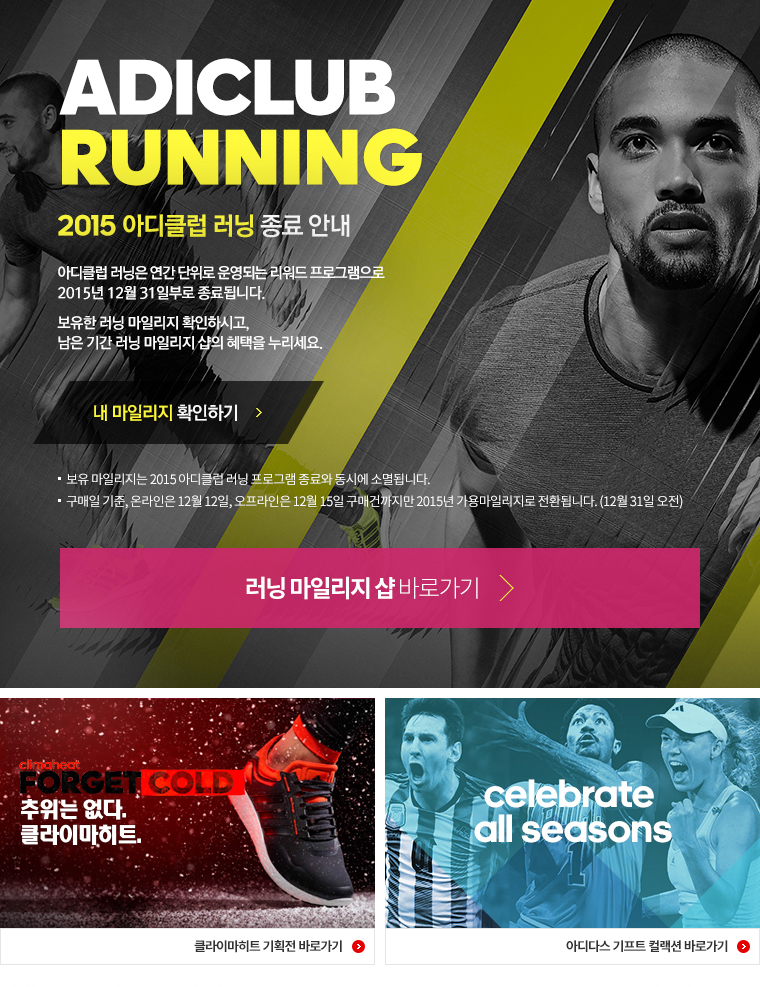 ADICLUB
RUNNING
2015 아디클럽 러닝 종료 안내
아디클럽 러닝은 연간 단위로 운영되는 리워드 프로그램으로
2015년 12월 31일부로 종료됩니다.
보유한 러닝 마일리지 확인하시고,
남은 기간 러닝 마일리지 샵의 혜택을 누리세요.
내 마일리지 확인하기
보유 마일리지는 2015 아디클럽 러닝 프로그램 종료와 동시에 소멸됩니다.
구매일 기준, 온라인은 12월 12일, 오프라인은 12월 15일 구매건까지만 2015년 가용마일리지로 전환됩니다. (12월 31일 오전)
러닝 마일리지 샵 바로가기
climaheat
FORGET COLD
추위는 없다.
클라이마히트.
celebrate
all seasons
1
클라이마히트 기획전 바로가기
아디다스 기프트 컬랙션 바로가기